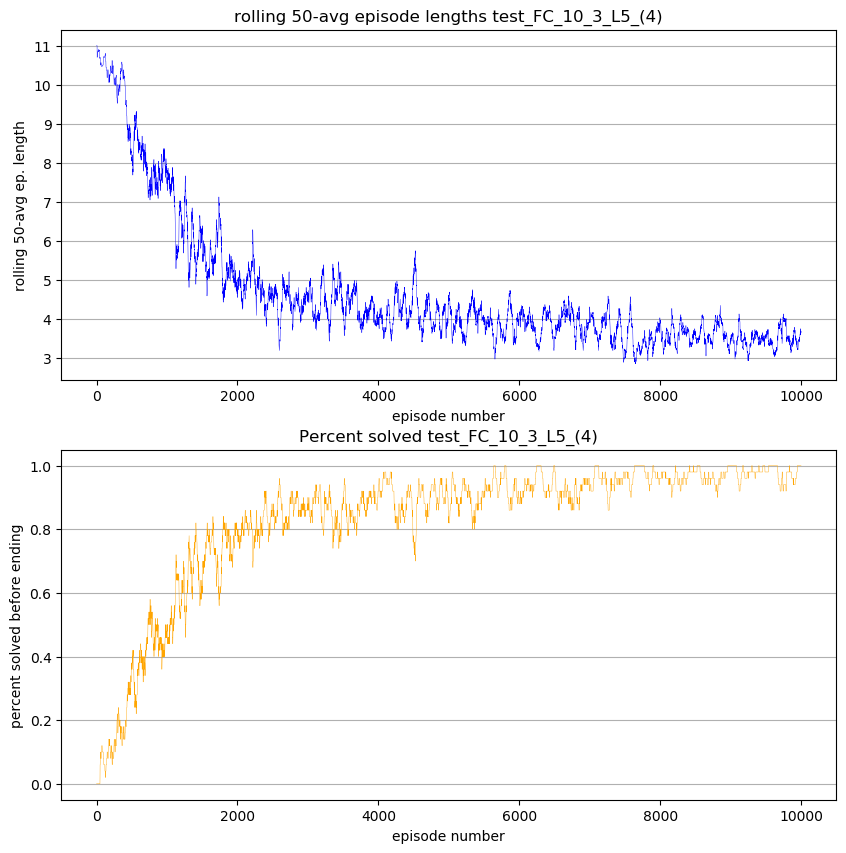 rolling 50-avg episode lengths test_FC_10_3_L5_(4)
11
10
9
8
7
6
5
4
3
rolling 50-avg ep. length
0 2000 4000 6000 8000 10000
episode number
Percent solved test_FC_10_3_L5_(4)
1.0
0.8
0.6
0.4
0.2
0.0
percent solved before ending
0 2000 4000 6000 8000 10000
episode number